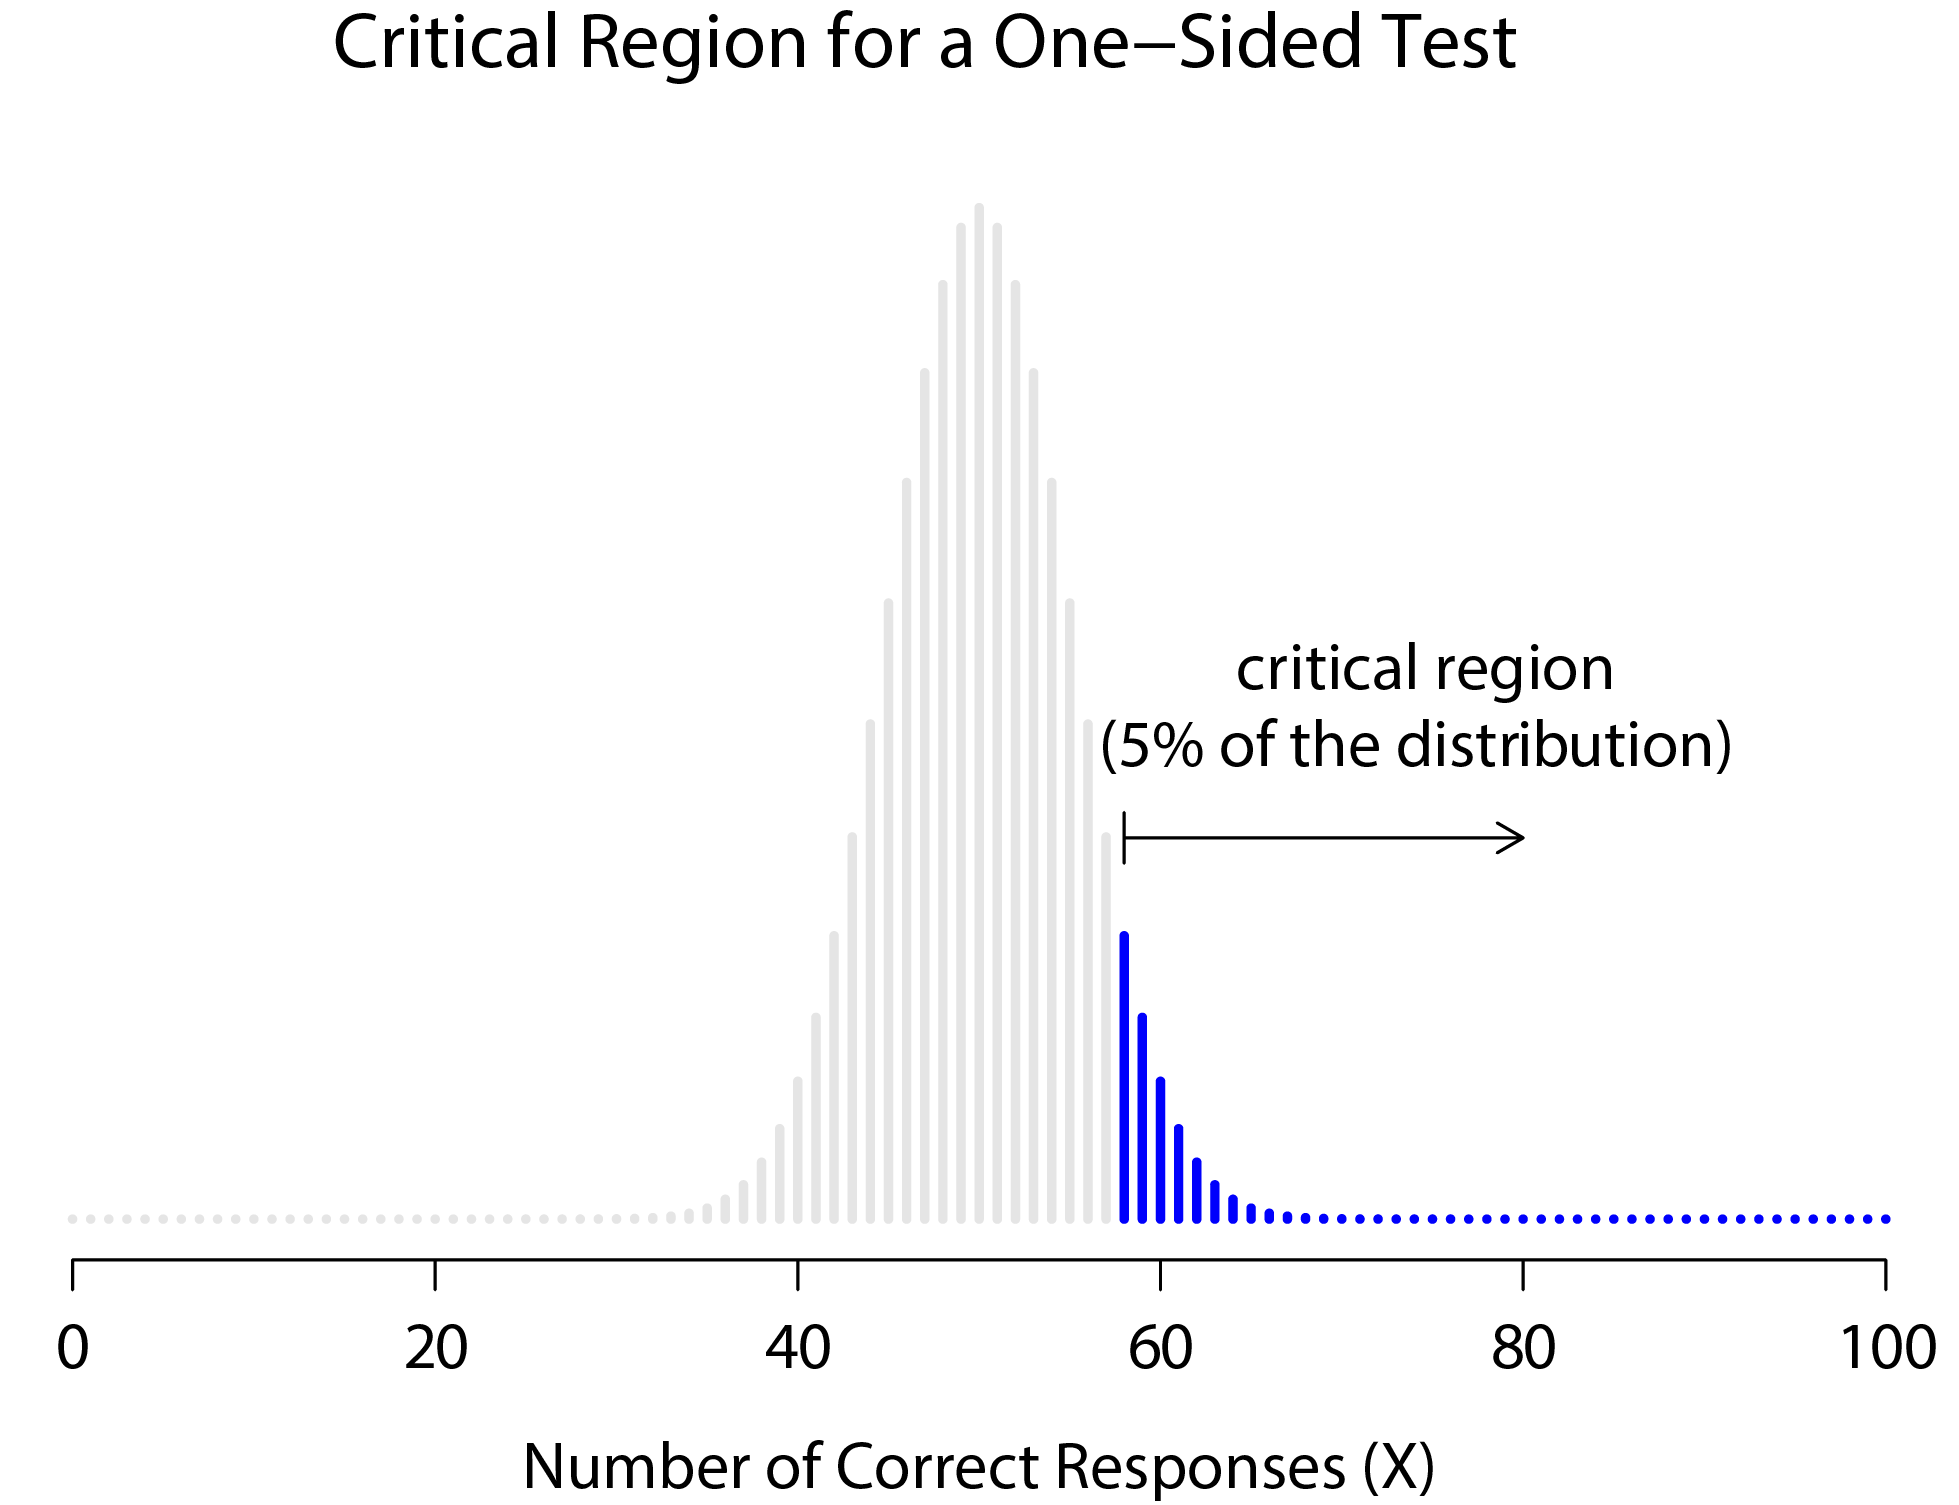 Critical Region for a One−Sided Test
critical region
(5% of the distribution)
0 20 40 60 80 100
Number of Correct Responses (X)